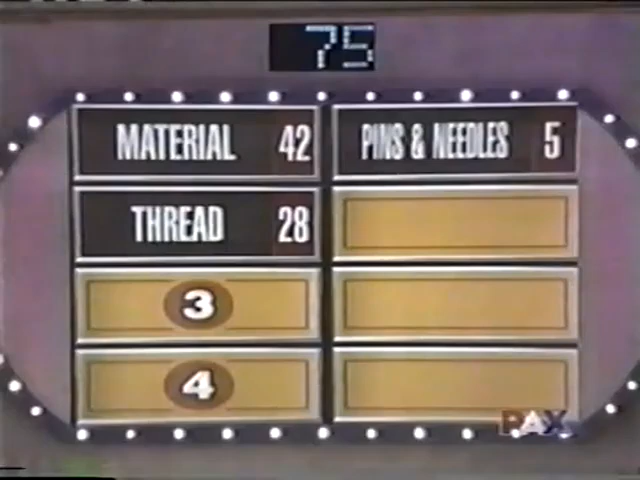 75
MATERIAL 42
PINS & NEEDLES 5
THREAD 28
3
4
PAX